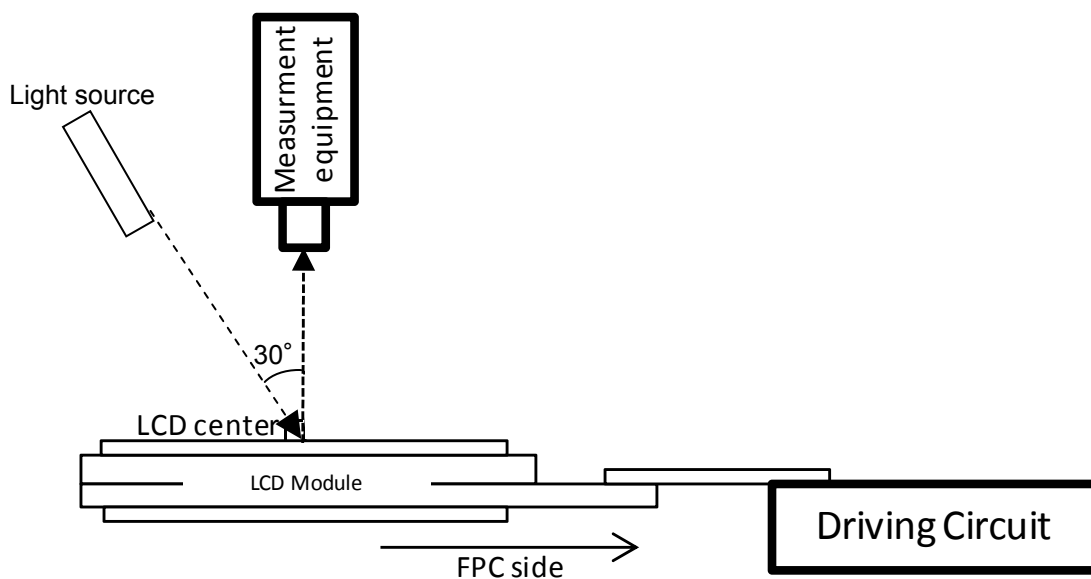 Light source
Measurment
equipment
30°
LCD center
LCD Module
Driving Circuit
FPC side